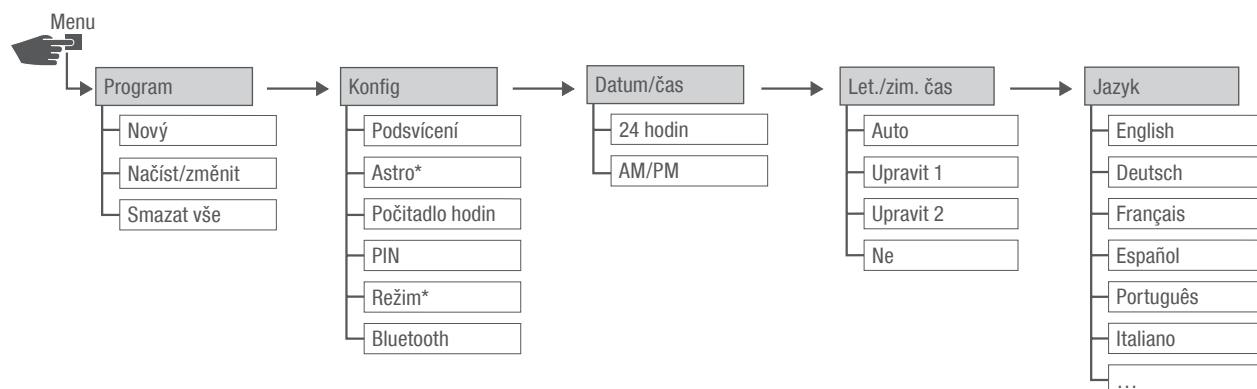 Menu
Program
Nový
Načíst/změnit
Smazat vše
Konfig
Podsvícení
Astro*
Počitadlo hodin
PIN
Režim*
Bluetooth
Datum/čas
24 hodin
AM/PM
Let./zim. čas
Auto
Upravit 1
Upravit 2
Ne
Jazyk
English
Deutsch
Français
Español
Português
Italiano
…